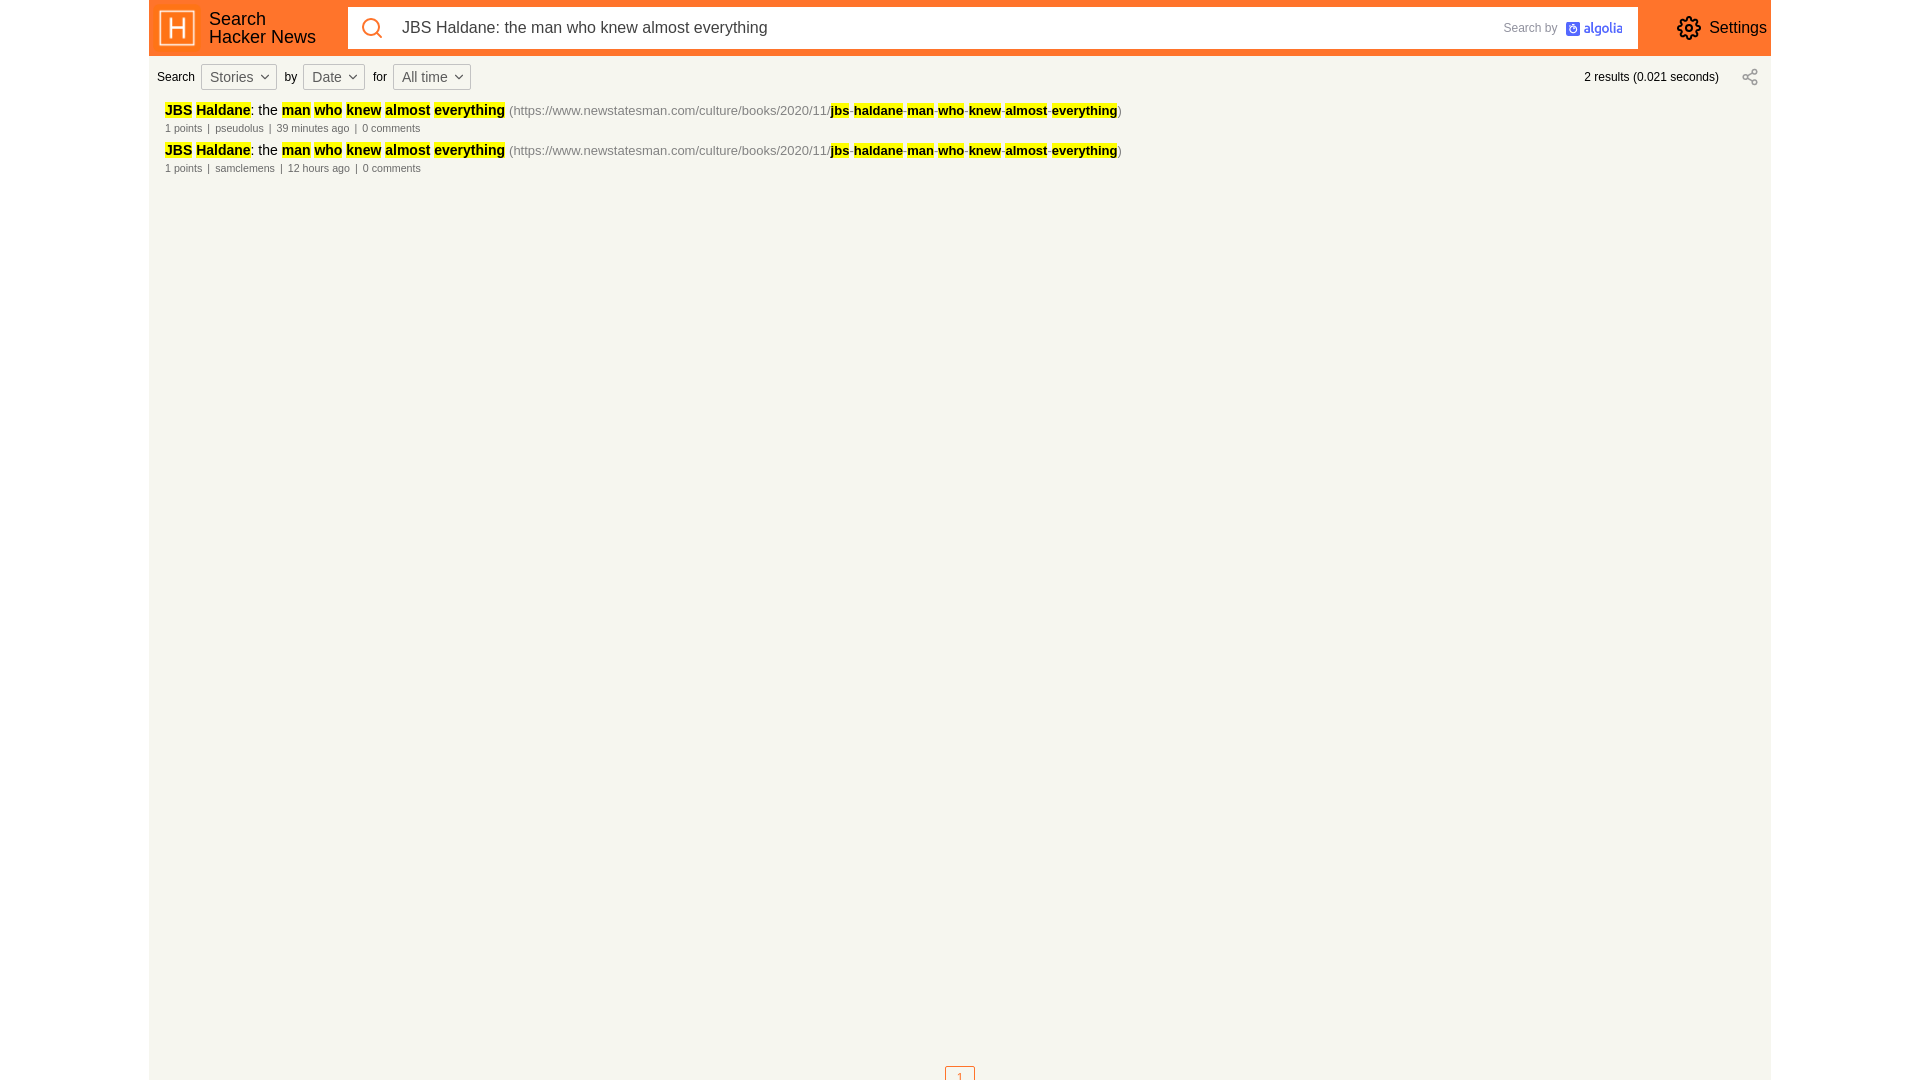 H
Search
Hacker News
JBS Haldane: the man who knew almost everything
Search by algolia
Settings
Search Stories by Date for All time
2 results (0.021 seconds)
JBS Haldane: the man who knew almost everything (https://www.newstatesman.com/culture/books/2020/11/jbs-haldane-man-who-knew-almost-everything)
1 points | pseudolus | 39 minutes ago | 0 comments
JBS Haldane: the man who knew almost everything (https://www.newstatesman.com/culture/books/2020/11/jbs-haldane-man-who-knew-almost-everything)
1 points | samclemens | 12 hours ago | 0 comments
1